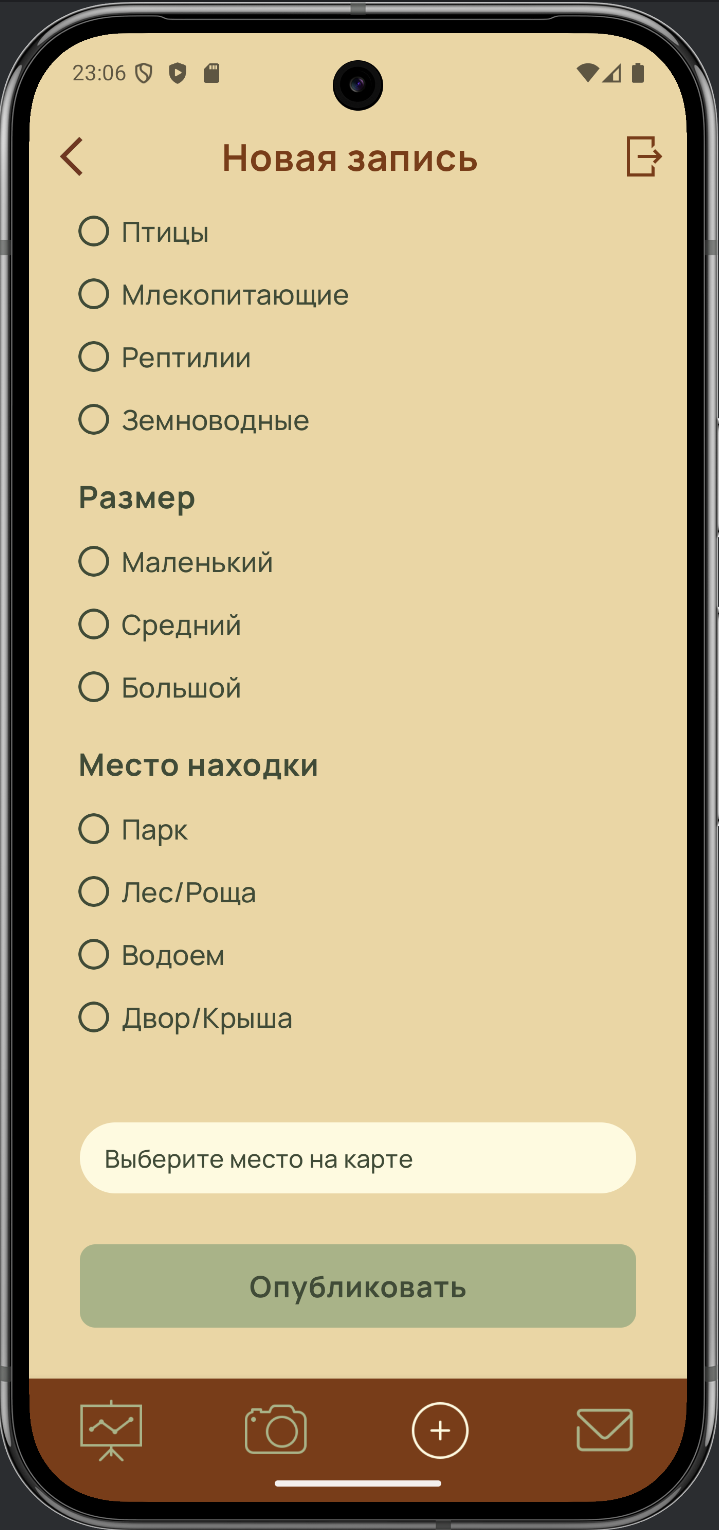 23:06
Новая запись
Птицы
Млекопитающие
Рептилии
Земноводные
Размер
Маленький
Средний
Большой
Место находки
Парк
Лес/Роща
Водоем
Двор/Крыша
Выберите место на карте
Опубликовать